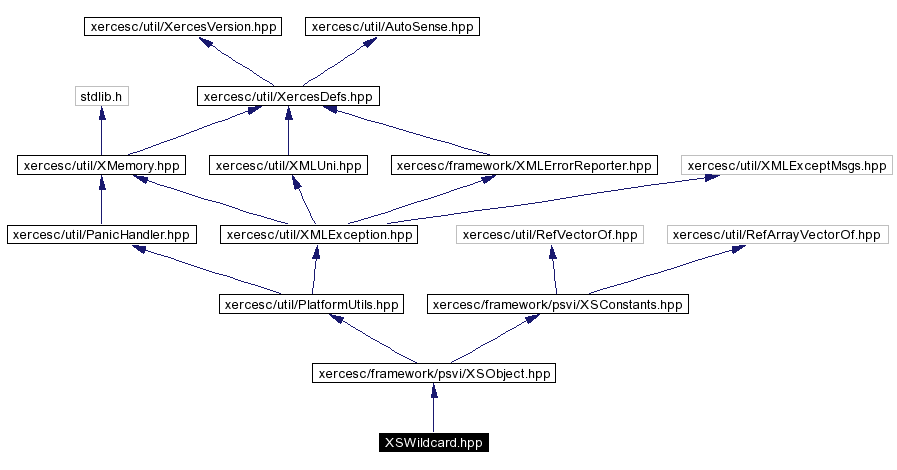 xercesc/util/XercesVersion.hpp
xercesc/util/AutoSense.hpp
stdlib.h
xercesc/util/XercesDefs.hpp
xercesc/util/XMemory.hpp
xercesc/util/XMLUni.hpp
xercesc/framework/XMLErrorReporter.hpp
xercesc/util/XMLExceptMsgs.hpp
xercesc/util/PanicHandler.hpp
xercesc/util/XMLException.hpp
xercesc/util/RefVectorOf.hpp
xercesc/util/RefArrayVectorOf.hpp
xercesc/util/PlatformUtils.hpp
xercesc/framework/psvi/XSConstants.hpp
xercesc/framework/psvi/XSObject.hpp
XSWildcard.hpp